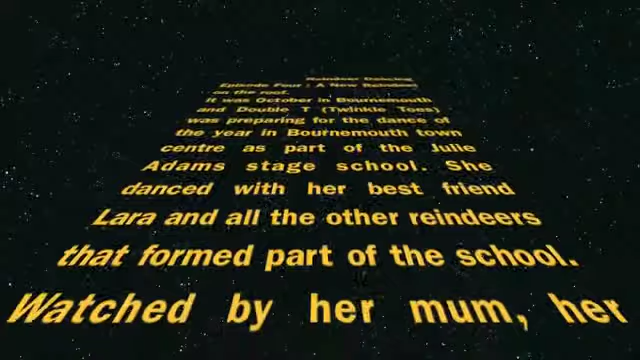 Reindeer Dancing
Episode Four : A New Reindeer
on the roof.
It was October in Bournemouth
and Double T (Twinkle Toes)
was preparing for the dance of
the year in Bournemouth town
centre as part of the Julie
Adams stage school. She
danced with her best friend
Lara and all the other reindeers
that formed part of the school.
Watched by her mum, her